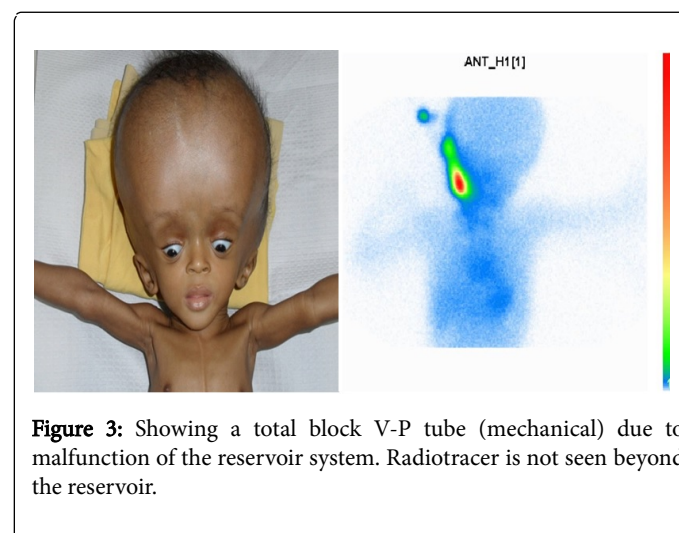 ANT_H1[1]
Figure 3: Showing a total block V-P tube (mechanical) due to
malfunction of the reservoir system. Radiotracer is not seen beyond
the reservoir.